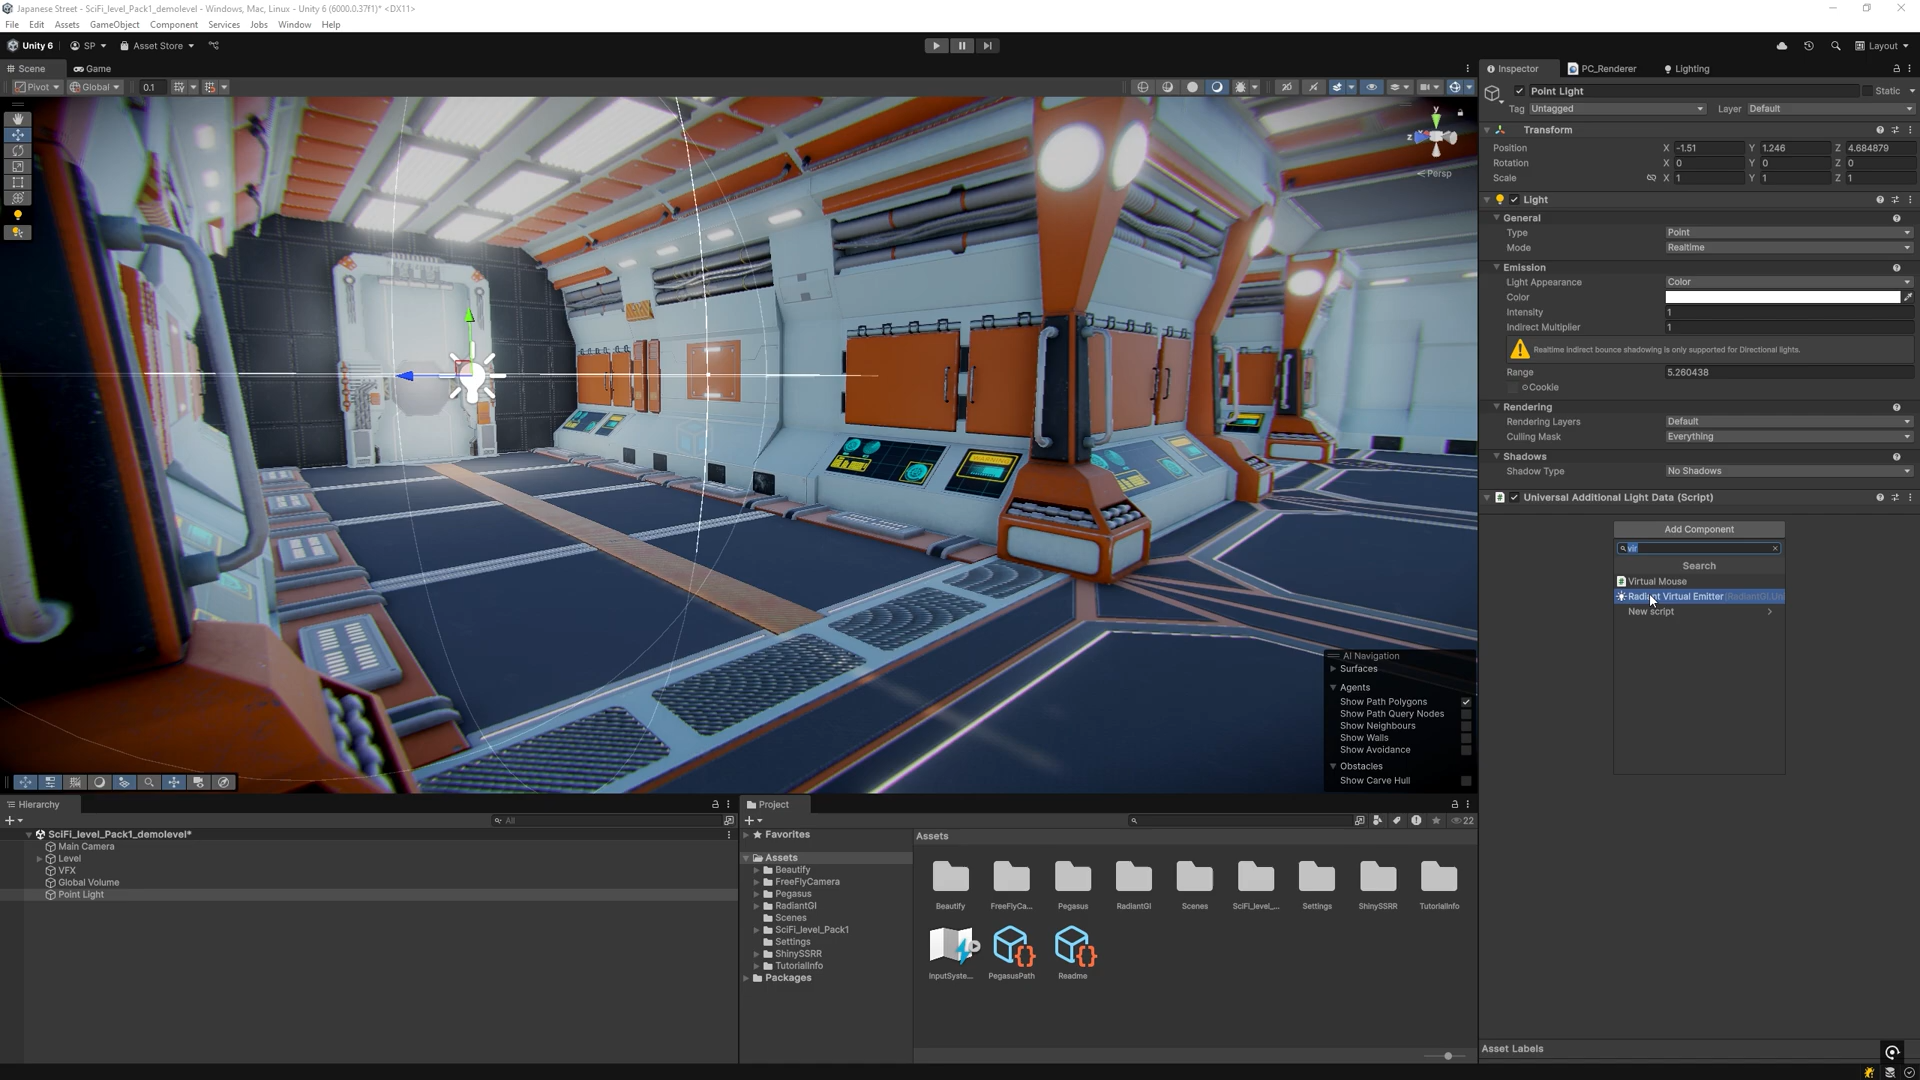 Japanese Street - SciFi_level_Pack1_demolevel - Windows, Mac, Linux - Unity 6 (6000.0.37f1)* <DX11>
File Edit Assets GameObject Component Services Jobs Window Help
Unity 6 SP Asset Store Layout
Scene Game
Pivot Global 0.1
y
z
Persp
Inspector PC_Renderer Lighting
Point Light Static
Tag Untagged Layer Default
Transform
Position X -1.51 Y 1.246 Z 4.684879
Rotation X 0 Y 0 Z 0
Scale X 1 Y 1 Z 1
Light
General
Type Point
Mode Realtime
Emission
Light Appearance Color
Color
Intensity 1
Indirect Multiplier 1
Realtime Indirect bounce shadowing is only supported for Directional lights.
Range 5.260438
Cookie
Rendering
Rendering Layers Default
Culling Mask Everything
Shadows
Shadow Type No Shadows
Universal Additional Light Data (Script)
Add Component
vir
Search
Virtual Mouse
Radiant Virtual Emitter (RadiantGI.Uni
New script
WARNING
AI Navigation
Surfaces
Agents
Show Path Polygons
Show Path Query Nodes
Show Neighbours
Show Walls
Show Avoidance
Obstacles
Show Carve Hull
Hierarchy
All
SciFi_level_Pack1_demolevel*
Main Camera
Level
VFX
Global Volume
Point Light
Project
22
Favorites
Assets
Beautify
FreeFlyCamera
Pegasus
RadiantGI
Scenes
SciFi_level_Pack1
Settings
ShinySSRR
TutorialInfo
Packages
Assets
Beautify FreeFlyCa... Pegasus RadiantGI Scenes SciFi_level_... Settings ShinySSRR TutorialInfo
InputSyste... PegasusPath Readme
Asset Labels